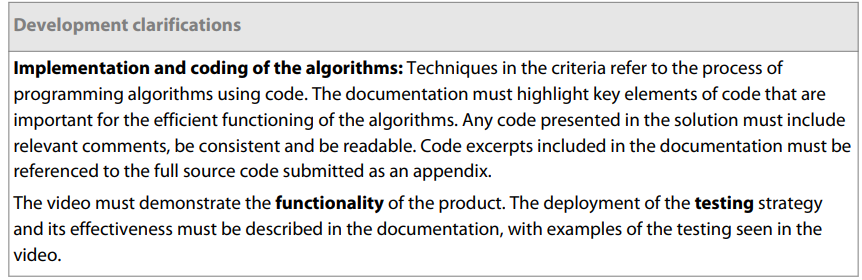 Development clarifications
Implementation and coding of the algorithms: Techniques in the criteria refer to the process of
programming algorithms using code. The documentation must highlight key elements of code that are
important for the efficient functioning of the algorithms. Any code presented in the solution must include
relevant comments, be consistent and be readable. Code excerpts included in the documentation must be
referenced to the full source code submitted as an appendix.
The video must demonstrate the functionality of the product. The deployment of the testing strategy
and its effectiveness must be described in the documentation, with examples of the testing seen in the
video.